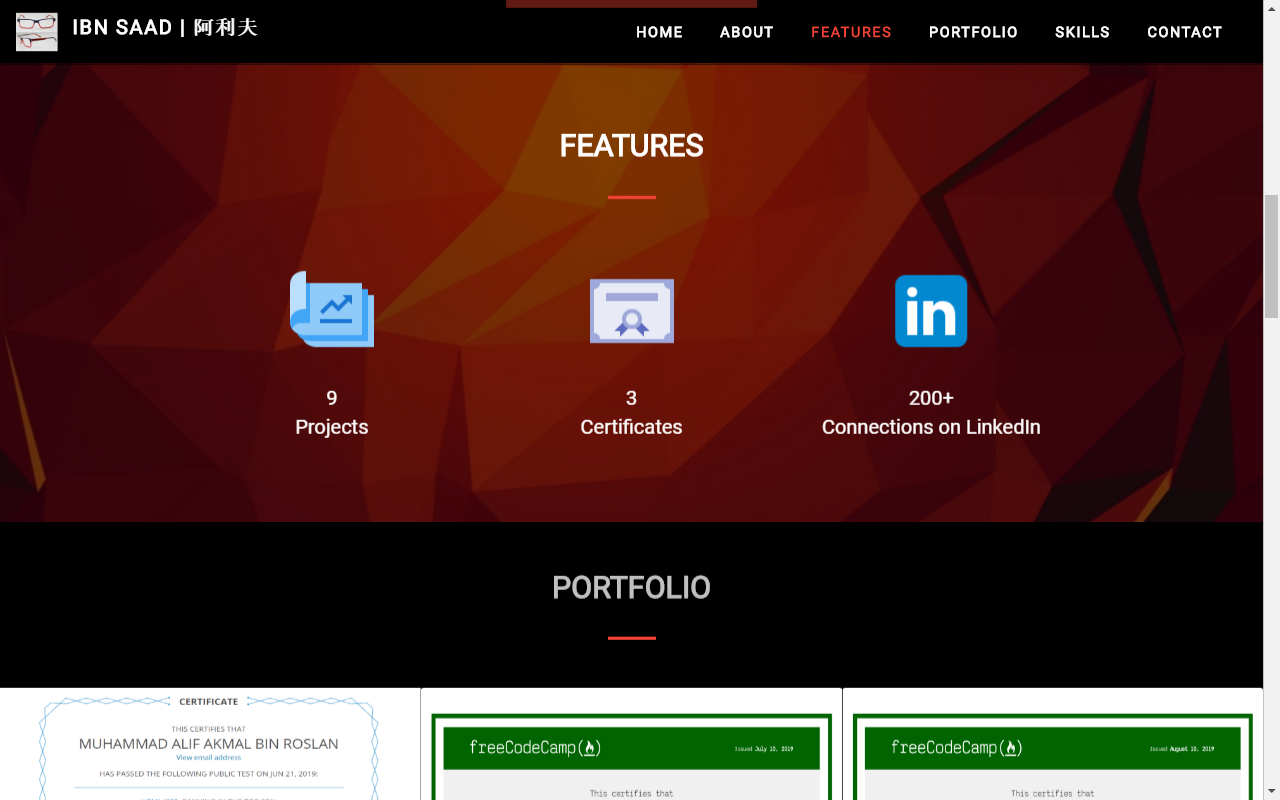 IBN SAAD | 阿利夫
HOME
ABOUT
FEATURES
PORTFOLIO
SKILLS
CONTACT
FEATURES
9
Projects
3
Certificates
in
200+
Connections on LinkedIn
PORTFOLIO
CERTIFICATE
THIS CERTIFIES THAT
MUHAMMAD ALIF AKMAL BIN ROSLAN
View email address
HAS PASSED THE FOLLOWING PUBLIC TEST ON JUN 21, 2019:
freeCodeCamp
Issued July 10, 2019
This certifies that
freeCodeCamp
Issued August 10, 2019
This certifies that